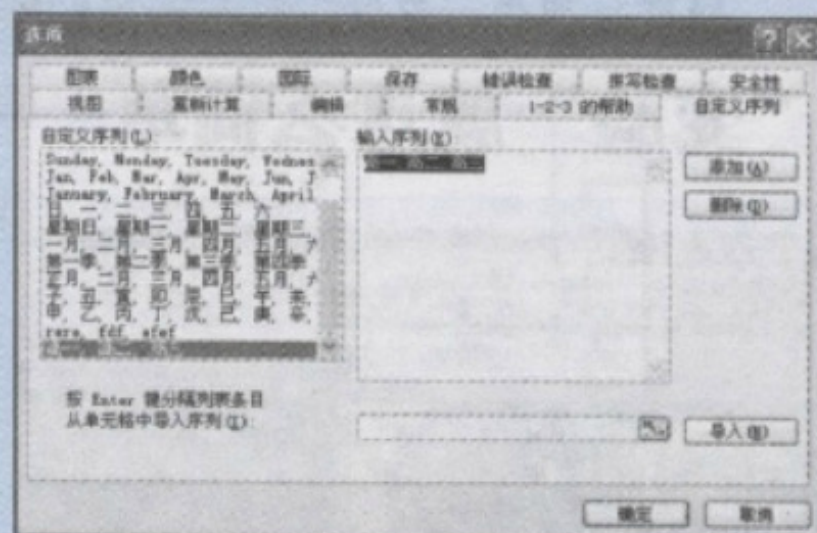 选项
图表 颜色 国际 保存 错误检查 拼写检查 安全性
视图 重新计算 编辑 常规 1-2-3 的帮助 自定义序列
自定义序列(L):
输入序列(E):
Sunday, Monday, Tuesday, Wednes
Jan, Feb, Mar, Apr, May, Jun, J
January, February, March, April
日, 一, 二, 三, 四, 五, 六
星期日, 星期一, 星期二, 星期三,
一月, 二月, 三月, 四月, 五月,
第一季, 第二季, 第三季, 第四季
正月, 二月, 三月, 四月, 五月,
子, 丑, 寅, 卯, 辰, 巳, 午, 未,
甲, 乙, 丙, 丁, 戊, 己, 庚, 辛,
fdf,
添加(A)
删除(D)
按 Enter 键分隔列表条目
从单元格中导入序列(I):
导入(M)
确定 取消